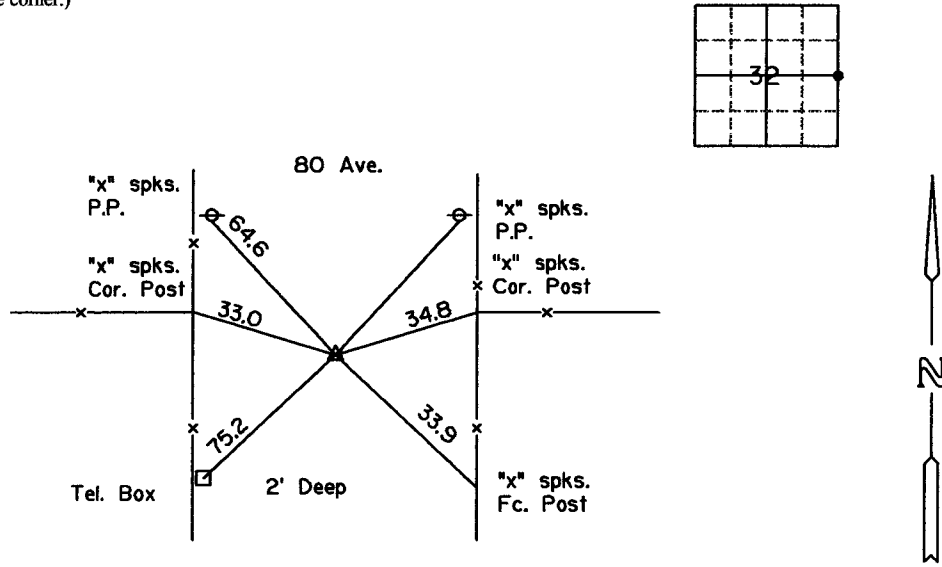 corner.)
32
80 Ave.
"x" spks.
P.P.
64.6
"x" spks.
P.P.
"x" spks.
Cor. Post
"x" spks.
Cor. Post
33.0
34.8
75.2
33.9
Tel. Box
2' Deep
"x" spks.
Fc. Post
N